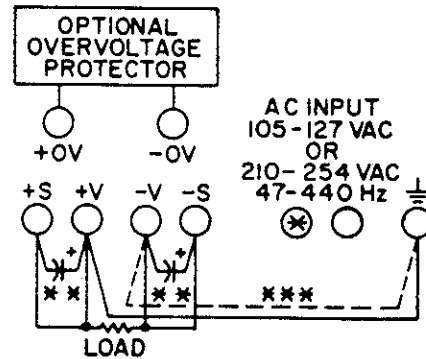 OPTIONAL
OVERVOLTAGE
PROTECTOR
+OV
-OV
AC INPUT
105-127 VAC
OR
210-254 VAC
47-440 Hz
+S
+V
-V
-S
*
+
+
* *
* *
* * *
LOAD